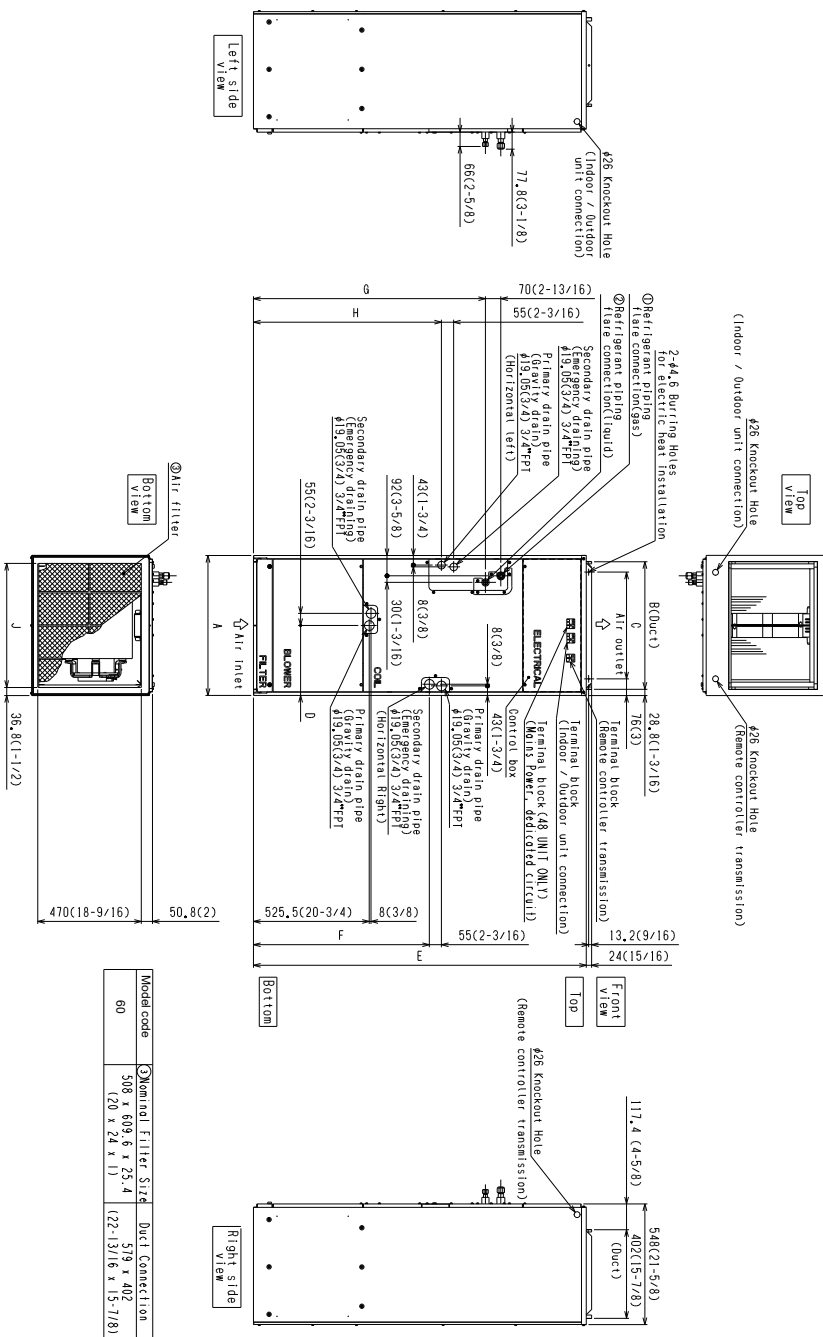 Left side
view
ø26 Knockout Hole
(Indoor / Outdoor
unit connection)
77.8(3-1/8)
66(2-5/8)
Top
view
ø26 Knockout Hole
(Indoor / Outdoor unit connection)
ø26 Knockout Hole
(Remote controller transmission)
2-ø4.6 Burring Holes
for electric heat installation
①Refrigerant piping
flare connection(gas)
②Refrigerant piping
flare connection(liquid)
Secondary drain pipe
(Emergency draining)
ø19.05(3/4) 3/4"FPT
Primary drain pipe
(Gravity drain)
ø19.05(3/4) 3/4"FPT
(Horizontal left)
70(2-13/16)
55(2-3/16)
G
H
B(Duct)
C
Air outlet
28.8(1-3/16)
76(3)
Terminal block
(Remote controller transmission)
Terminal block
(Indoor / Outdoor unit connection)
Terminal block (48 UNIT ONLY)
(Mains Power, dedicated circuit)
Control box
43(1-3/4)
8(3/8)
Primary drain pipe
(Gravity drain)
ø19.05(3/4) 3/4"FPT
Secondary drain pipe
(Emergency draining)
ø19.05(3/4) 3/4"FPT
(Horizontal Right)
Primary drain pipe
(Gravity drain)
ø19.05(3/4) 3/4"FPT
43(1-3/4)
92(3-5/8)
8(3/8)
30(1-3/16)
Secondary drain pipe
(Emergency draining)
ø19.05(3/4) 3/4"FPT
55(2-3/16)
ELECTRICAL
COIL
BLOWER
FILTER
A
Air inlet
D
Front
view
Top
Bottom
13.2(9/16)
24(15/16)
55(2-3/16)
E
F
8(3/8)
525.5(20-3/4)
③Air filter
Bottom
view
J
36.8(1-1/2)
50.8(2)
470(18-9/16)
ø26 Knockout Hole
(Remote controller transmission)
117.4 (4-5/8)
548(21-5/8)
402(15-7/8)
(Duct)
Right side
view
Model code ③Nominal Filter Size Duct Connection
60 508 x 609.6 x 25.4 579 x 402
(20 x 24 x 1) (22-13/16 x 15-7/8)